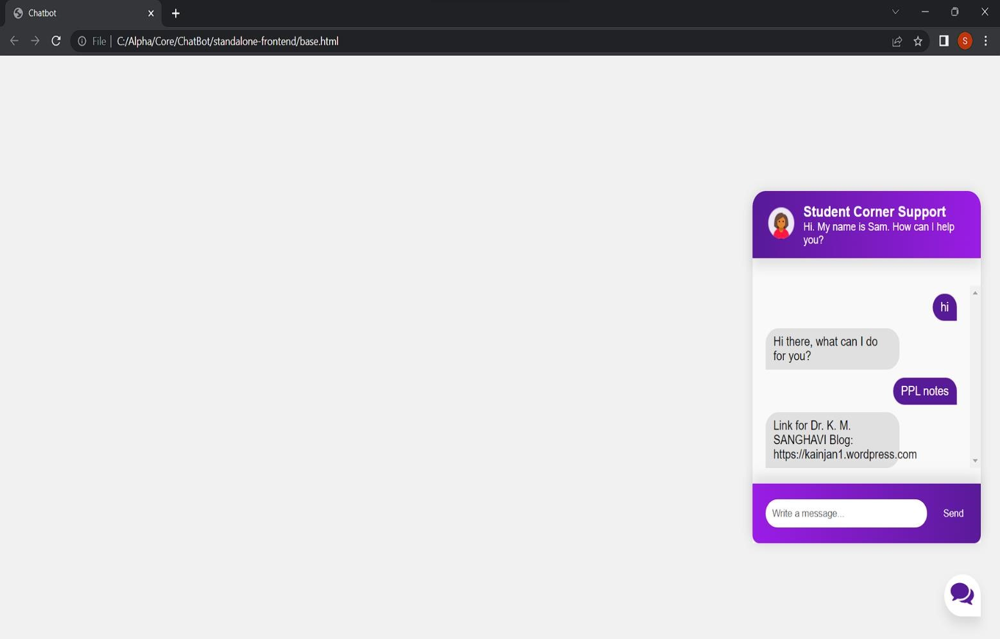 Chatbot
File
C:/Alpha/Core/ChatBot/standalone-frontend/base.html
S
Student Corner Support
Hi. My name is Sam. How can I help
you?
hi
Hi there, what can I do
for you?
PPL notes
Link for Dr. K. M.
SANGHAVI Blog:
https://kainjan1.wordpress.com
Write a message...
Send